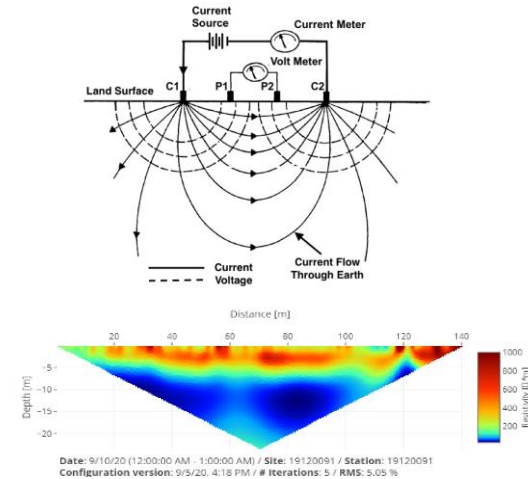 Current
Source
Current Meter
Volt Meter
Land Surface
C1
P1
P2
C2
Current
Voltage
Current Flow
Through Earth
Distance [m]
20
40
60
80
100
120
140
Depth [m]
-5
-10
-15
-20
1000
800
600
400
200
Date: 9/10/20 (12:00:00 AM - 1:00:00 AM) / Site: 19120091 / Station: 19120091
Configuration version: 9/5/20, 4:18 PM / # Iterations: 5 / RMS: 5.05 %